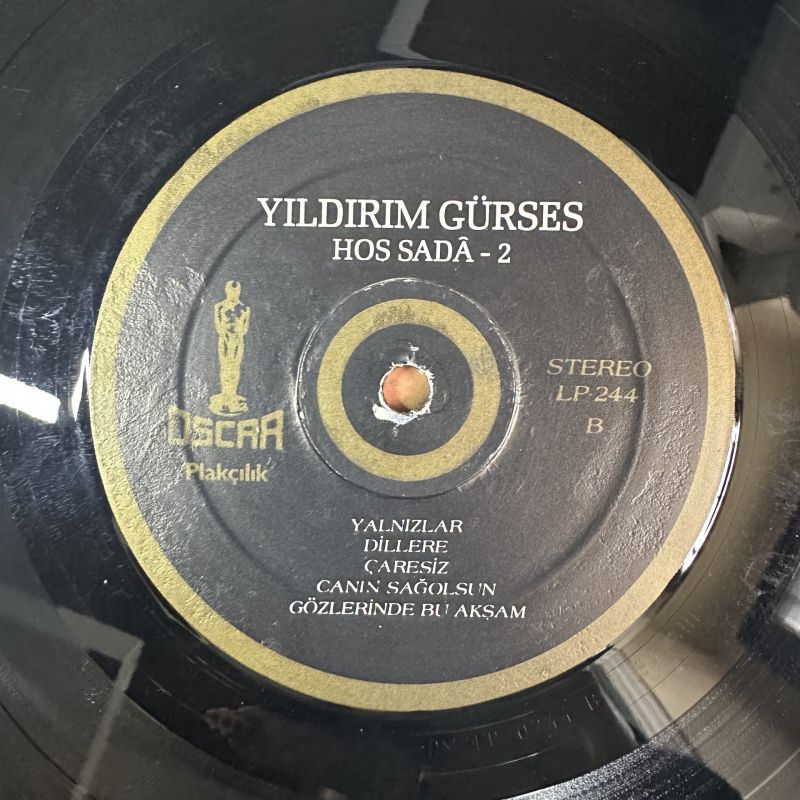 YILDIRIM GÜRSES
HOS SADÂ - 2
STEREO
LP-244
B
OSCAR
Plakçılık
YALNIZLAR
DİLLERE
ÇARESİZ
CANIN SAĞOLSUN
GÖZLERİNDE BU AKŞAM